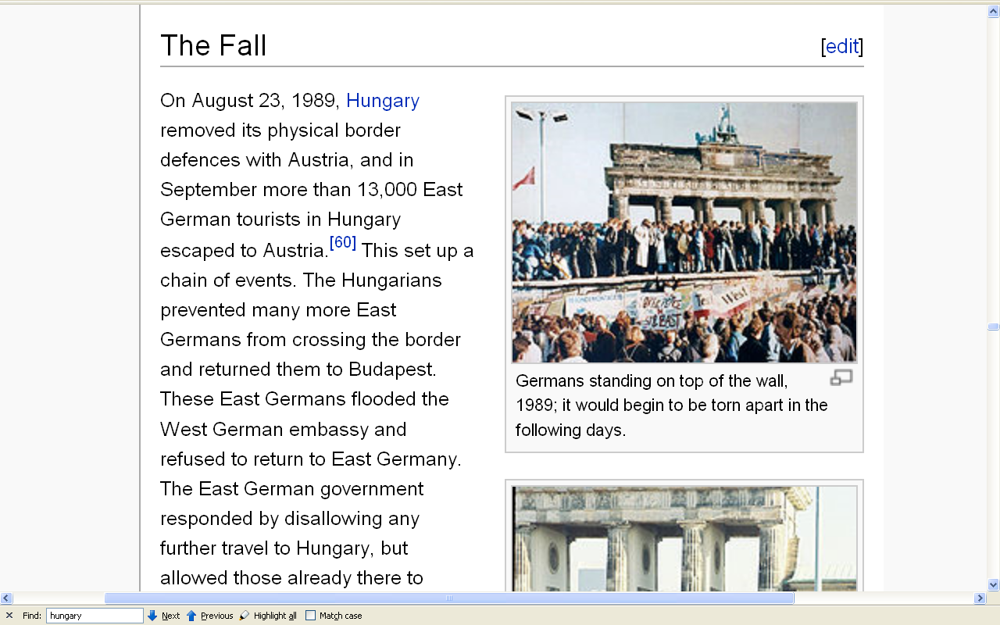 The Fall
[edit]
On August 23, 1989, Hungary
removed its physical border
defences with Austria, and in
September more than 13,000 East
German tourists in Hungary
escaped to Austria.[60] This set up a
chain of events. The Hungarians
prevented many more East
Germans from crossing the border
and returned them to Budapest.
These East Germans flooded the
West German embassy and
refused to return to East Germany.
The East German government
responded by disallowing any
further travel to Hungary, but
allowed those already there to
West
Germans standing on top of the wall,
1989; it would begin to be torn apart in the
following days.
Find: hungary Next Previous Highlight all Match case